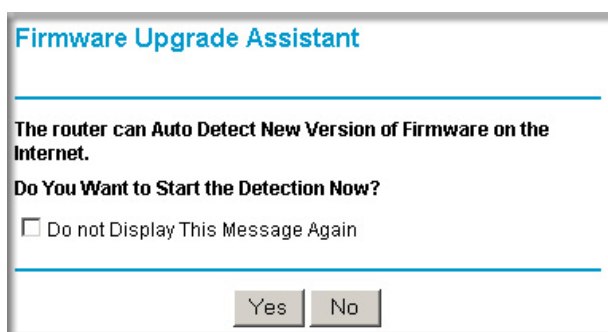 Firmware Upgrade Assistant
The router can Auto Detect New Version of Firmware on the
Internet.
Do You Want to Start the Detection Now?
Do not Display This Message Again
Yes No